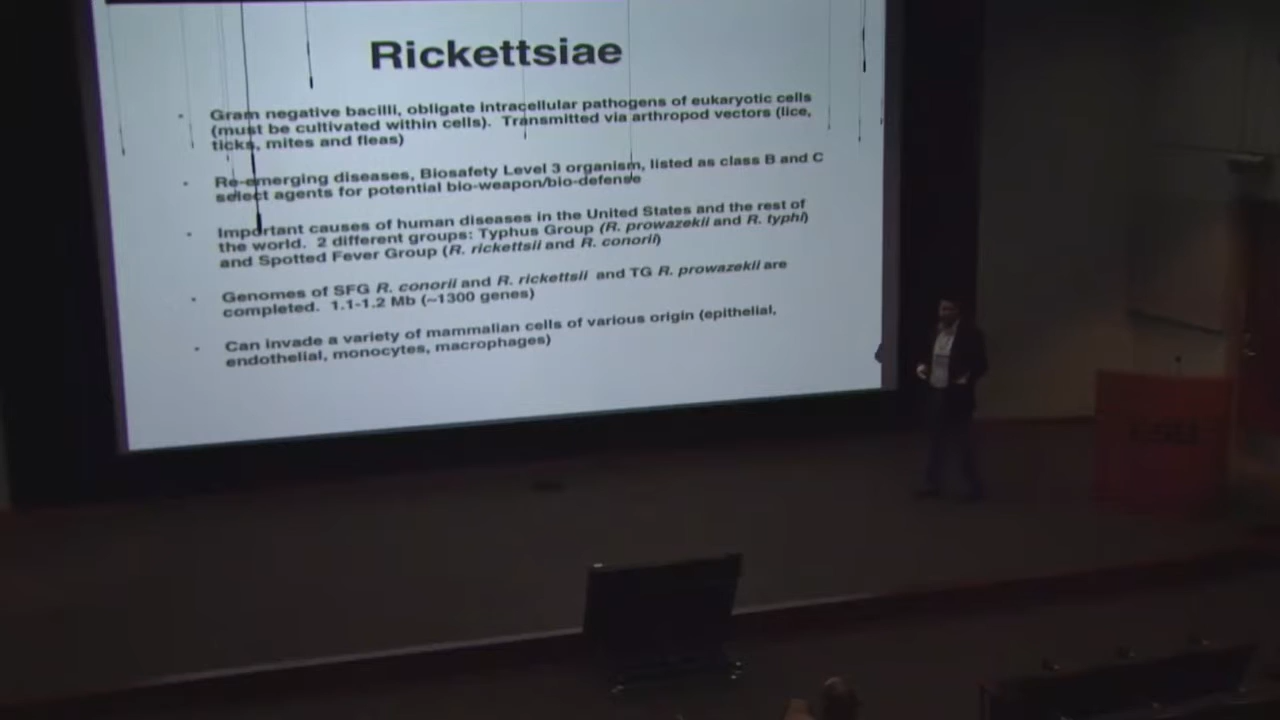 Rickettsiae
• Gram negative bacilli, obligate intracellular pathogens of eukaryotic cells
(must be cultivated within cells). Transmitted via arthropod vectors (lice,
ticks, mites and fleas)
• Re-emerging diseases, Biosafety Level 3 organism, listed as class B and C
select agents for potential bio-weapon/bio-defense
• Important causes of human diseases in the United States and the rest of
the world. 2 different groups: Typhus Group (R. prowazekii and R. typhi)
and Spotted Fever Group (R. rickettsii and R. conorii)
• Genomes of SFG R. conorii and R. rickettsii and TG R. prowazekii are
completed. 1.1-1.2 Mb (~1300 genes)
• Can invade a variety of mammalian cells of various origin (epithelial,
endothelial, monocytes, macrophages)